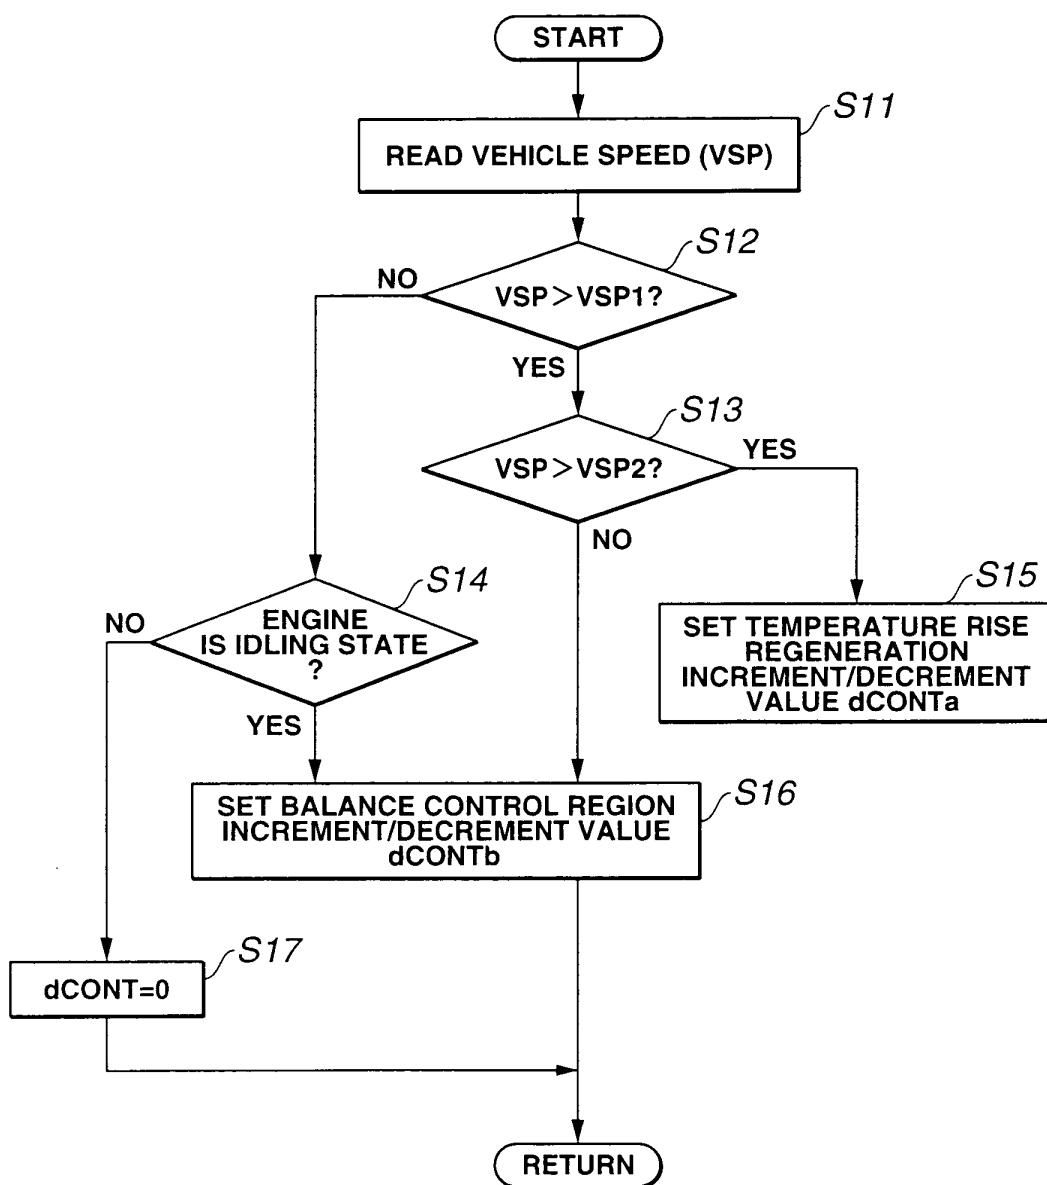 START
S11
READ VEHICLE SPEED (VSP)
S12
NO
VSP>VSP1?
YES
S13
YES
VSP>VSP2?
NO
S14
S15
NO
ENGINE
IS IDLING STATE
?
SET TEMPERATURE RISE
REGENERATION
INCREMENT/DECREMENT
VALUE dCONTa
YES
S16
SET BALANCE CONTROL REGION
INCREMENT/DECREMENT VALUE
dCONTb
S17
dCONT=0
RETURN